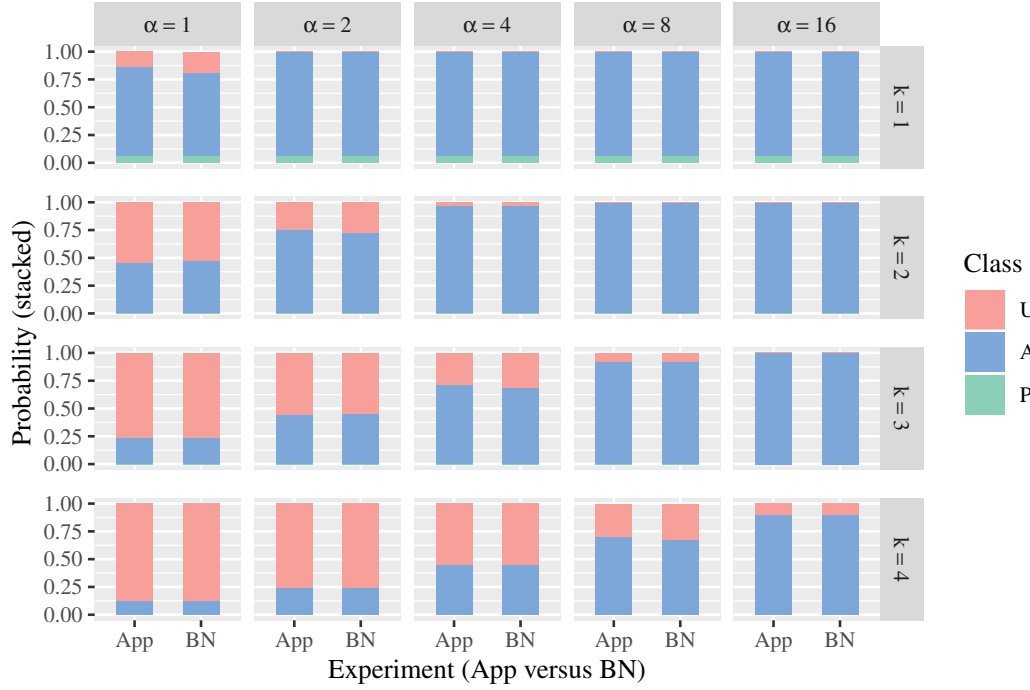 α = 1
α = 2
α = 4
α = 8
α = 16
1.00
0.75
0.50
0.25
0.00
k = 1
1.00
0.75
0.50
0.25
0.00
k = 2
1.00
0.75
0.50
0.25
0.00
k = 3
1.00
0.75
0.50
0.25
0.00
k = 4
Probability (stacked)
App BN App BN App BN App BN App BN
Experiment (App versus BN)
Class
U
A
P